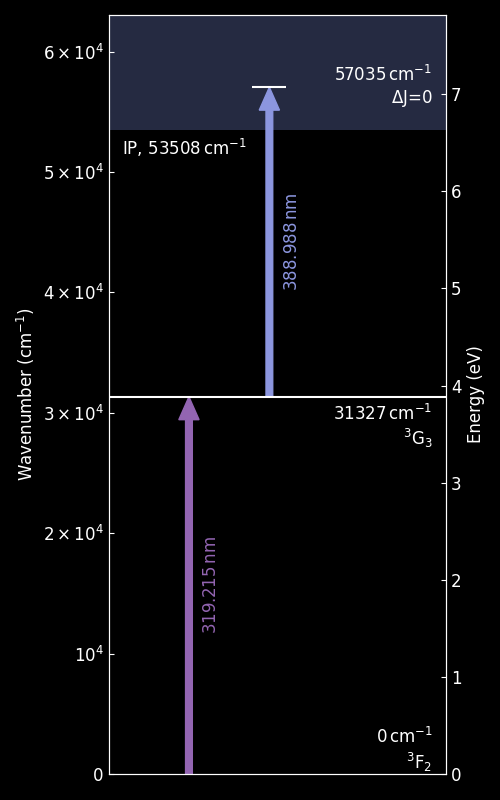 6 × 10⁴
5 × 10⁴
4 × 10⁴
3 × 10⁴
2 × 10⁴
10⁴
0
Wavenumber (cm⁻¹)
57035 cm⁻¹
ΔJ=0
IP, 53508 cm⁻¹
388.988 nm
31327 cm⁻¹
³G₃
319.215 nm
0 cm⁻¹
³F₂
7
6
5
4
3
2
1
0
Energy (eV)